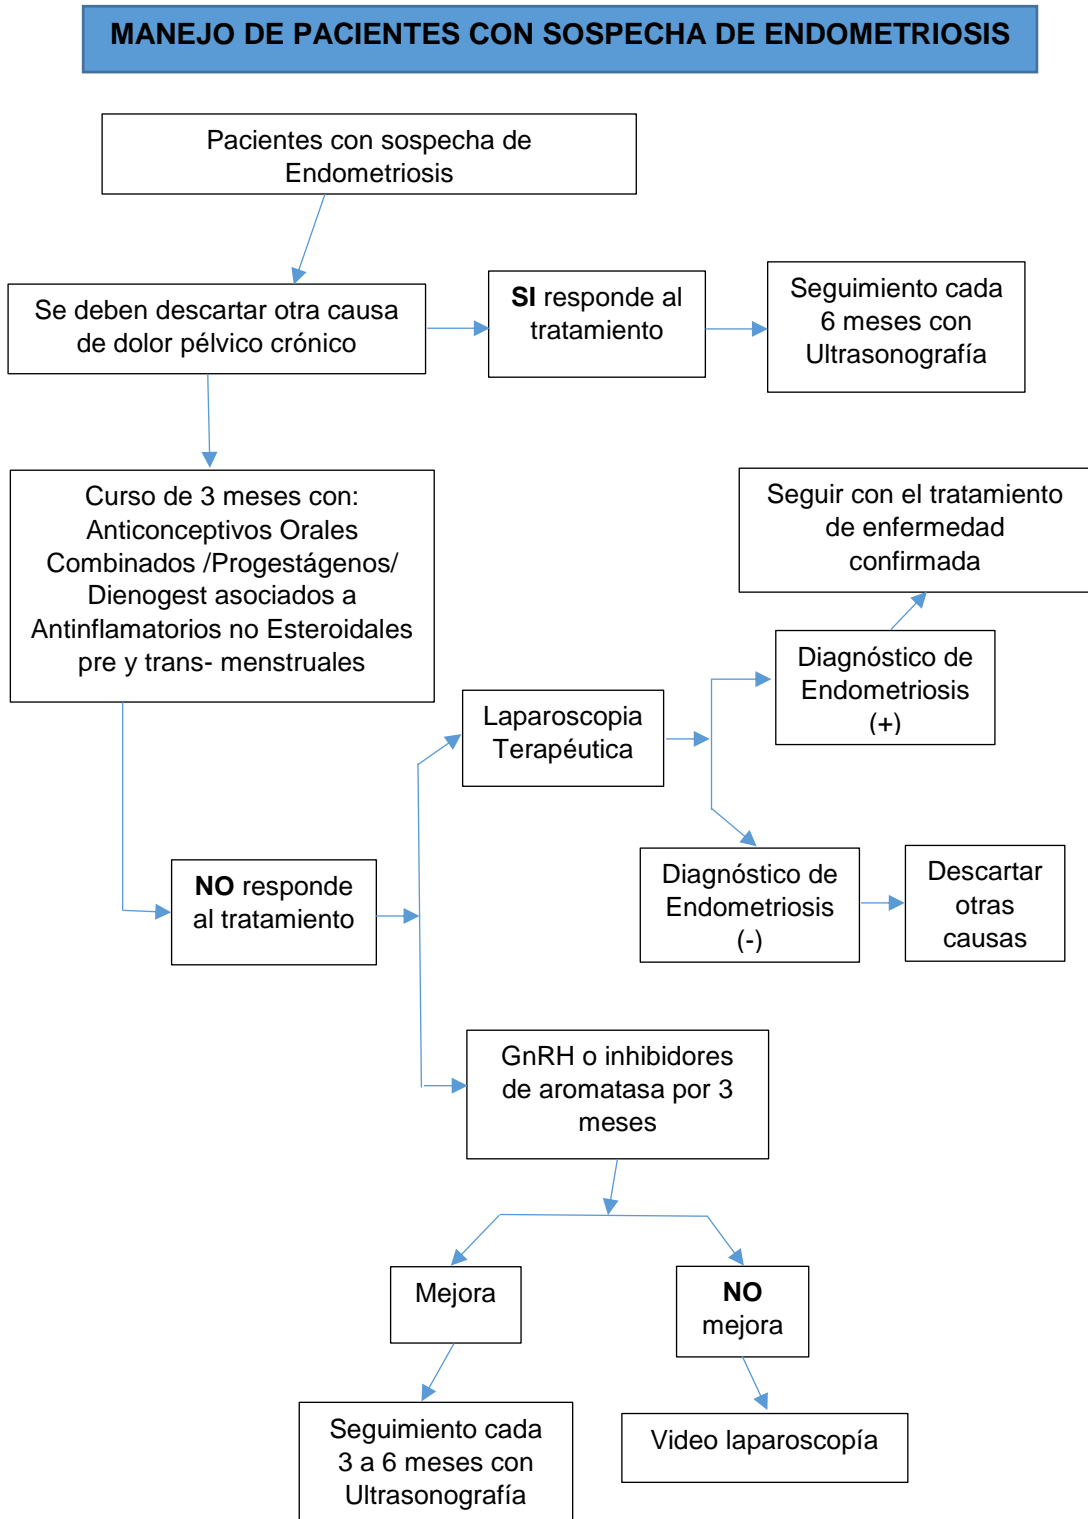 MANEJO DE PACIENTES CON SOSPECHA DE ENDOMETRIOSIS
Pacientes con sospecha de
Endometriosis
Se deben descartar otra causa
de dolor pélvico crónico
SI responde al
tratamiento
Seguimiento cada
6 meses con
Ultrasonografía
Curso de 3 meses con:
Anticonceptivos Orales
Combinados /Progestágenos/
Dienogest asociados a
Antinflamatorios no Esteroidales
pre y trans- menstruales
Seguir con el tratamiento
de enfermedad
confirmada
Laparoscopia
Terapéutica
Diagnóstico de
Endometriosis
(+)
NO responde
al tratamiento
Diagnóstico de
Endometriosis
(-)
Descartar
otras
causas
GnRH o inhibidores
de aromatasa por 3
meses
Mejora
NO
mejora
Seguimiento cada
3 a 6 meses con
Ultrasonografía
Video laparoscopía